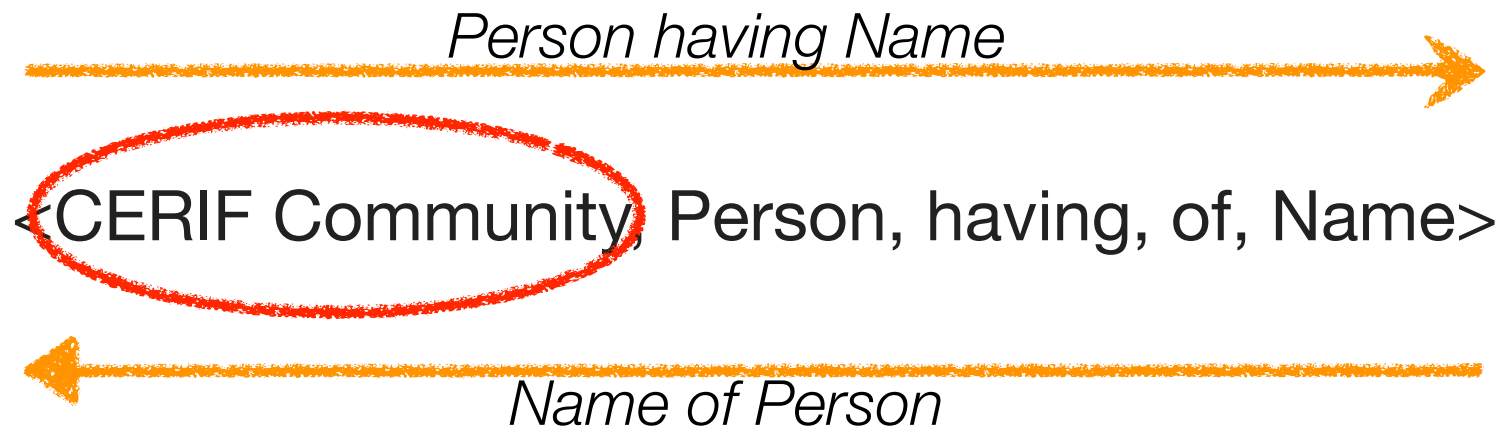 Person having Name
<CERIF Community, Person, having, of, Name>
Name of Person